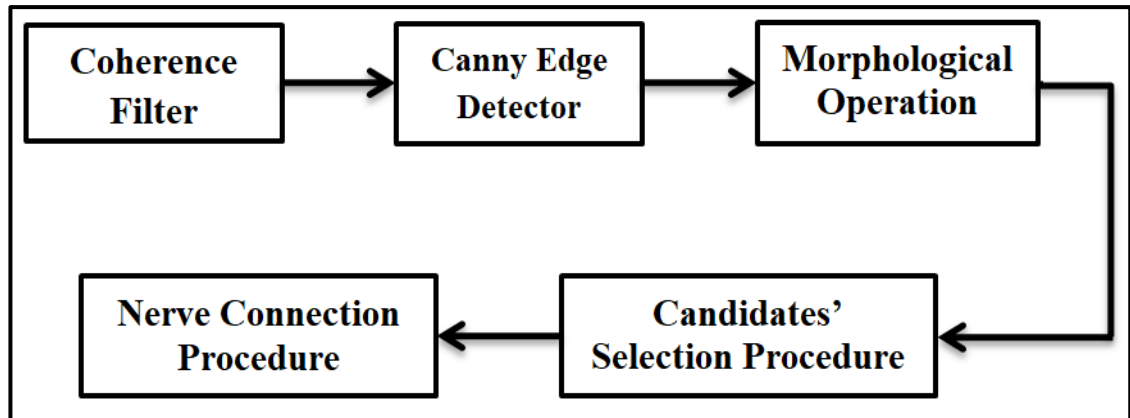 Coherence
Filter
Canny Edge
Detector
Morphological
Operation
Nerve Connection
Procedure
Candidates’
Selection Procedure